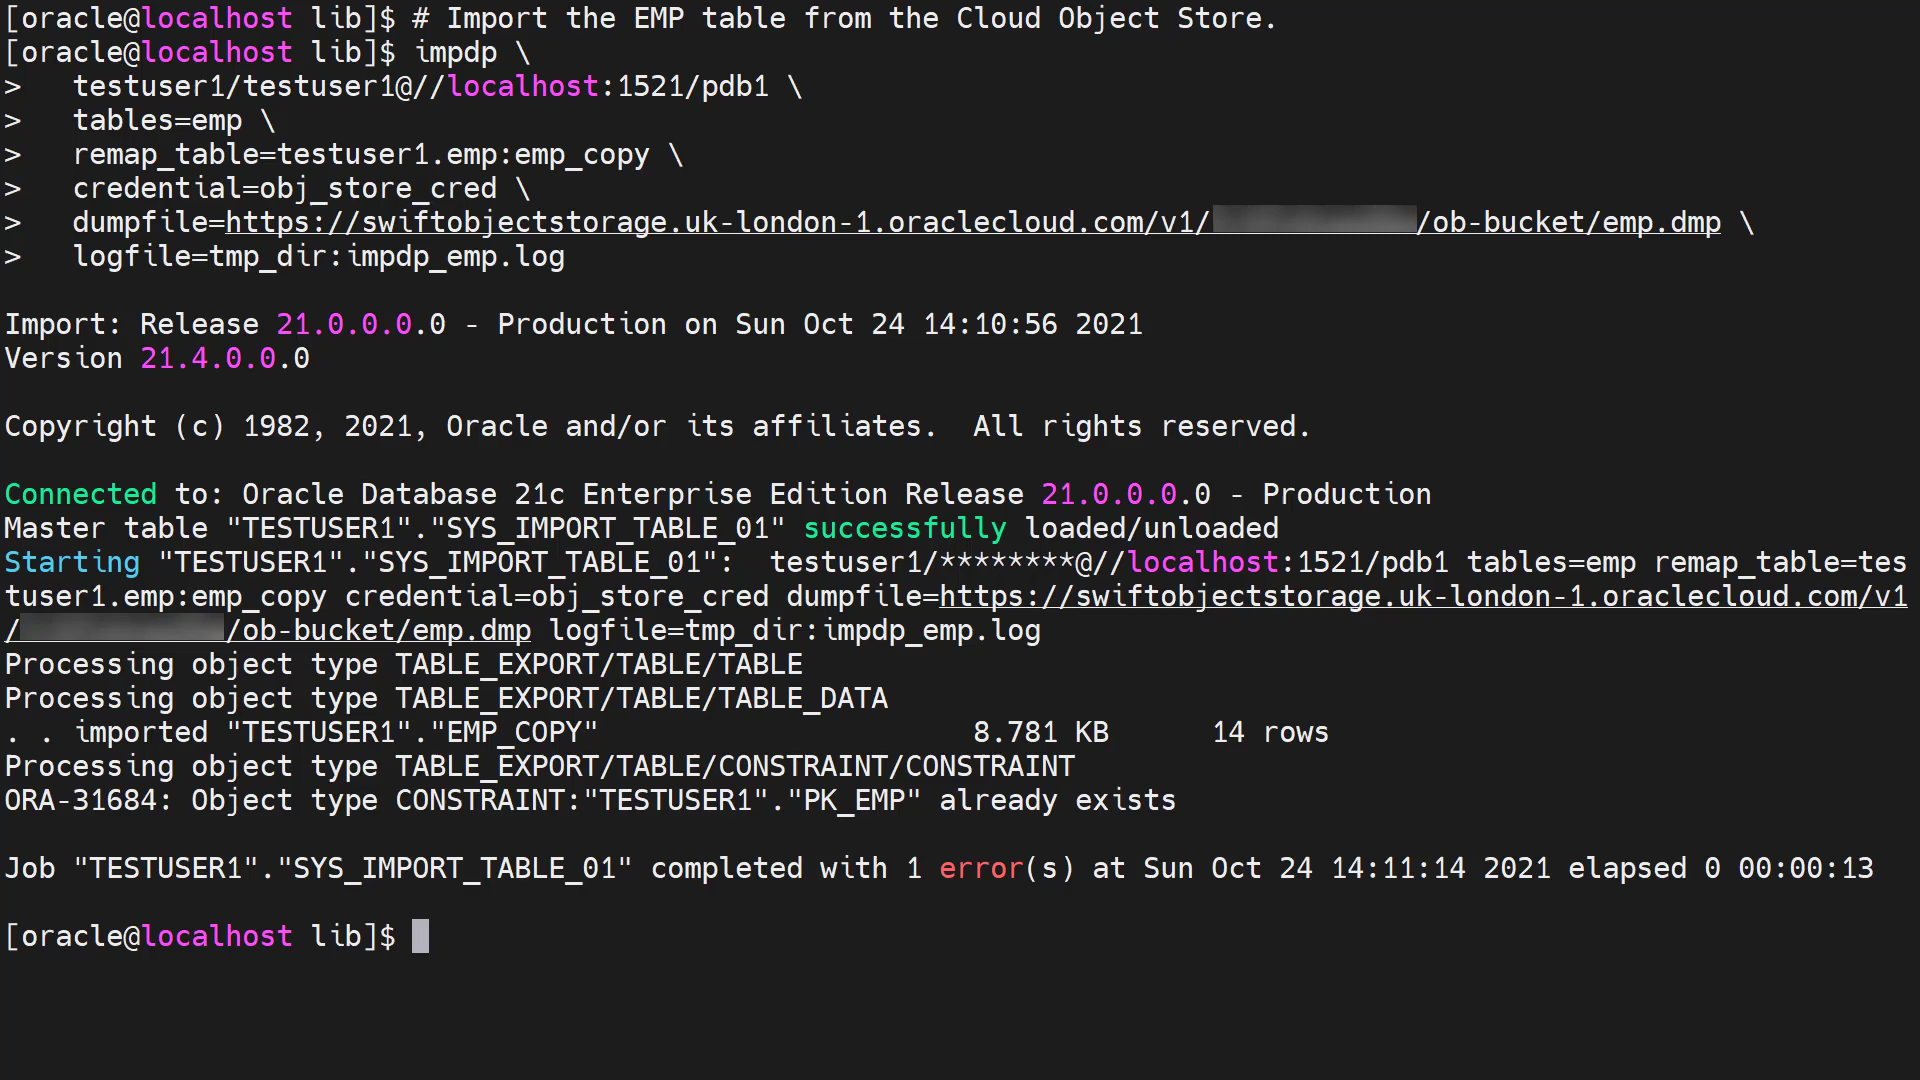 [oracle@localhost lib]$ # Import the EMP table from the Cloud Object Store.
[oracle@localhost lib]$ impdp \
>   testuser1/testuser1@//localhost:1521/pdb1 \
>   tables=emp \
>   remap_table=testuser1.emp:emp_copy \
>   credential=obj_store_cred \
>   dumpfile=https://swiftobjectstorage.uk-london-1.oraclecloud.com/v1/ /ob-bucket/emp.dmp \
>   logfile=tmp_dir:impdp_emp.log
Import: Release 21.0.0.0.0 - Production on Sun Oct 24 14:10:56 2021
Version 21.4.0.0.0
Copyright (c) 1982, 2021, Oracle and/or its affiliates.  All rights reserved.
Connected to: Oracle Database 21c Enterprise Edition Release 21.0.0.0.0 - Production
Master table "TESTUSER1"."SYS_IMPORT_TABLE_01" successfully loaded/unloaded
Starting "TESTUSER1"."SYS_IMPORT_TABLE_01":  testuser1/********@//localhost:1521/pdb1 tables=emp remap_table=tes
tuser1.emp:emp_copy credential=obj_store_cred dumpfile=https://swiftobjectstorage.uk-london-1.oraclecloud.com/v1
/ /ob-bucket/emp.dmp logfile=tmp_dir:impdp_emp.log
Processing object type TABLE_EXPORT/TABLE/TABLE
Processing object type TABLE_EXPORT/TABLE/TABLE_DATA
. . imported "TESTUSER1"."EMP_COPY"                      8.781 KB      14 rows
Processing object type TABLE_EXPORT/TABLE/CONSTRAINT/CONSTRAINT
ORA-31684: Object type CONSTRAINT:"TESTUSER1"."PK_EMP" already exists
Job "TESTUSER1"."SYS_IMPORT_TABLE_01" completed with 1 error(s) at Sun Oct 24 14:11:14 2021 elapsed 0 00:00:13
[oracle@localhost lib]$